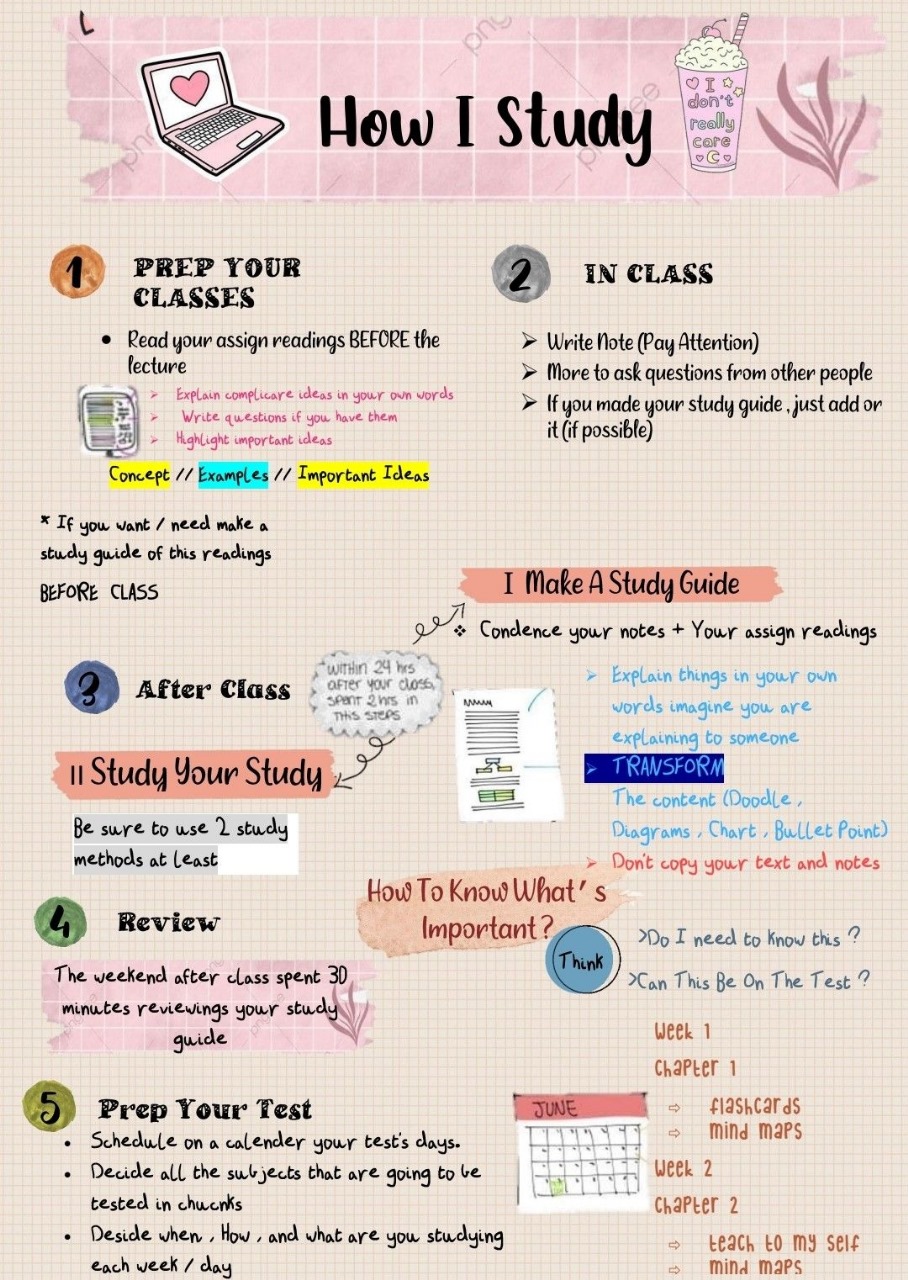 How I Study
I
don't
really
care
1
PREP YOUR
CLASSES
• Read your assign readings BEFORE the
lecture
➢ Explain complicare ideas in your own words
➢ Write questions if you have them
➢ Highlight important ideas
Concept // Examples // Important Ideas
* If you want / need make a
study guide of this readings
BEFORE CLASS
2
IN CLASS
➢ Write Note (Pay Attention)
➢ More to ask questions from other people
➢ If you made your study guide , just add or
it (if possible)
3
After Class
WITHIN 24 hrs
after your class,
spent 2 hrs in
THIS STEPS
I Make A Study Guide
❖ Condence your notes + Your assign readings
➢ Explain things in your own
words imagine you are
explaining to someone
➢ TRANSFORM
The content (Doodle ,
Diagrams , Chart , Bullet Point)
➢ Don't copy your text and notes
II Study Your Study
Be sure to use 2 study
methods at least
How To Know What's
Important?
Think
>Do I need to know this ?
>Can This Be On The Test ?
4
Review
The weekend after class spent 30
minutes reviewings your study
guide
5
Prep Your Test
• Schedule on a calender your test's days.
• Decide all the subjects that are going to be
tested in chucnks
• Deside when , How , and what are you studying
each week / day
JUNE
Week 1
Chapter 1
⇨ flashcards
⇨ mind maps
Week 2
Chapter 2
⇨ teach to my self
⇨ mind maps